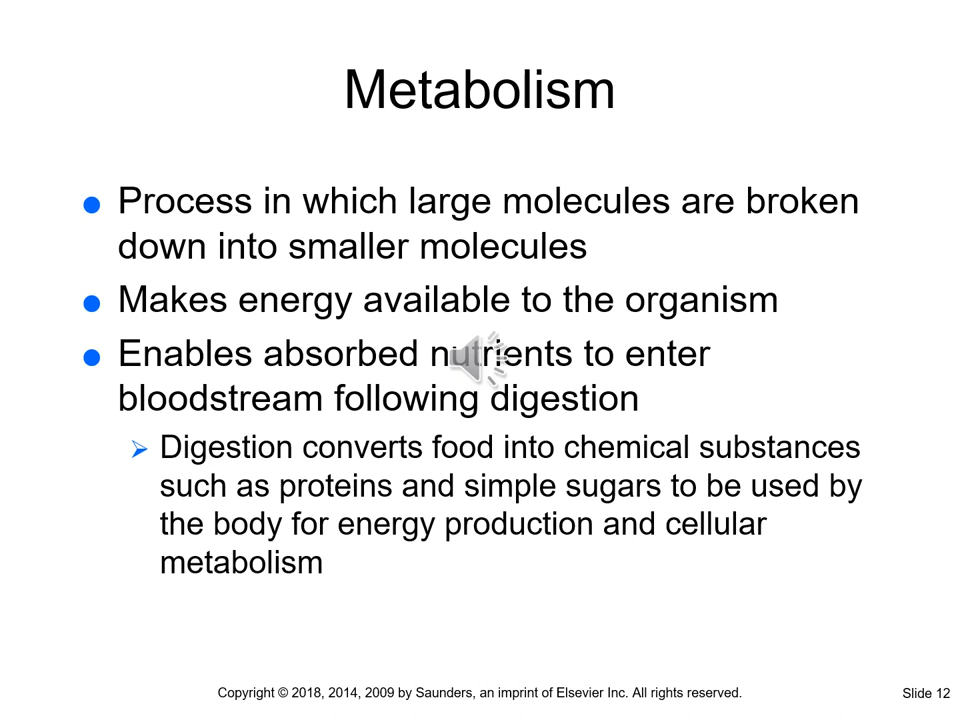 Metabolism
Process in which large molecules are broken
down into smaller molecules
Makes energy available to the organism
Enables absorbed nutrients to enter
bloodstream following digestion
Digestion converts food into chemical substances
such as proteins and simple sugars to be used by
the body for energy production and cellular
metabolism
Copyright © 2018, 2014, 2009 by Saunders, an imprint of Elsevier Inc. All rights reserved.
Slide 12